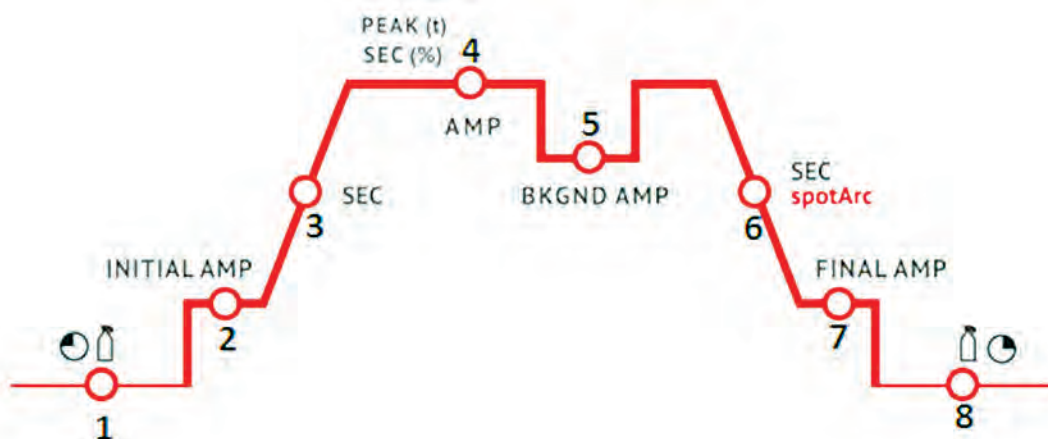 PEAK (t)
SEC (%) 4
AMP
5
BKGND AMP
SEC
3
SEC
spotArc
6
INITIAL AMP
2
FINAL AMP
7
1
8